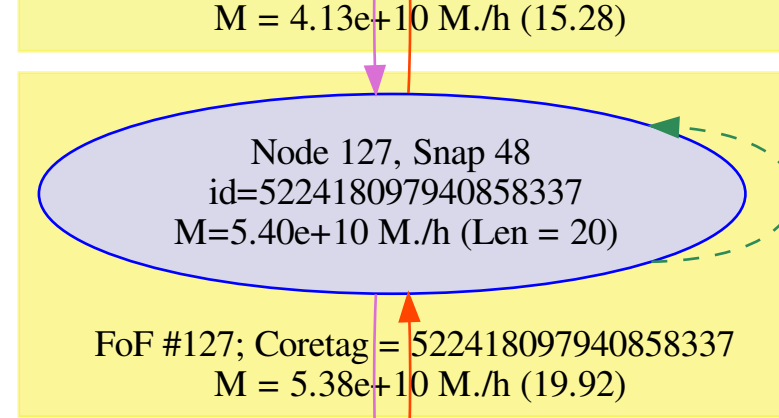 M = 4.13e+10 M./h (15.28)
Node 127, Snap 48
id=522418097940858337
M=5.40e+10 M./h (Len = 20)
FoF #127; Coretag = 522418097940858337
M = 5.38e+10 M./h (19.92)